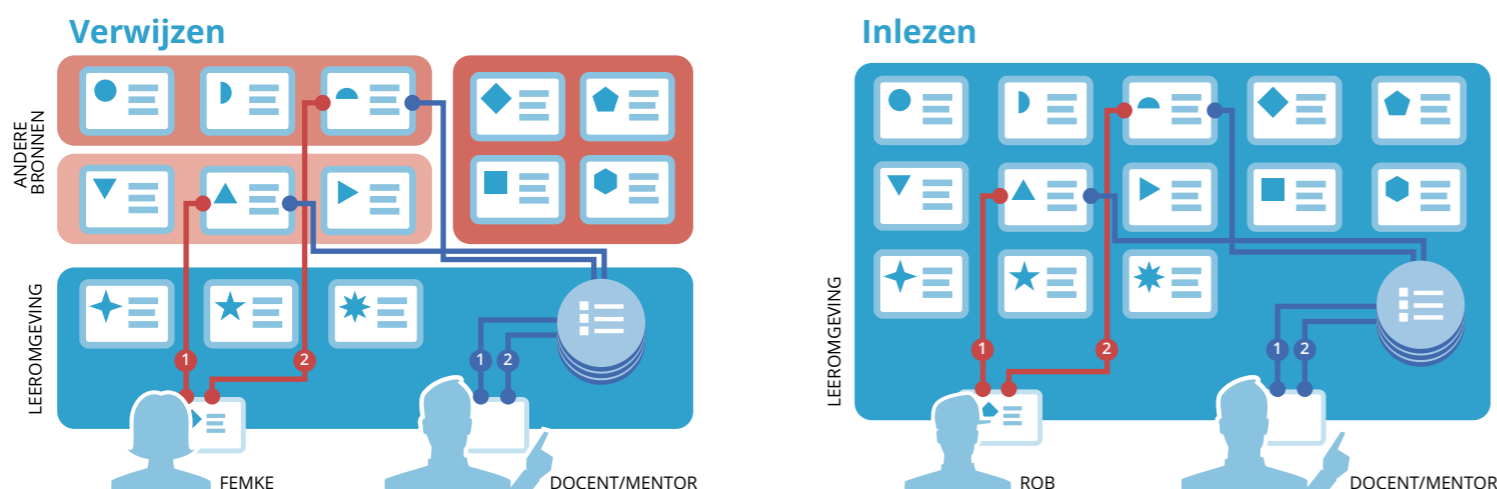 Verwijzen
ANDERE
BRONNEN
LEEROMGEVING
1
2
1
2
FEMKE
DOCENT/MENTOR
Inlezen
LEEROMGEVING
1
2
1
2
ROB
DOCENT/MENTOR